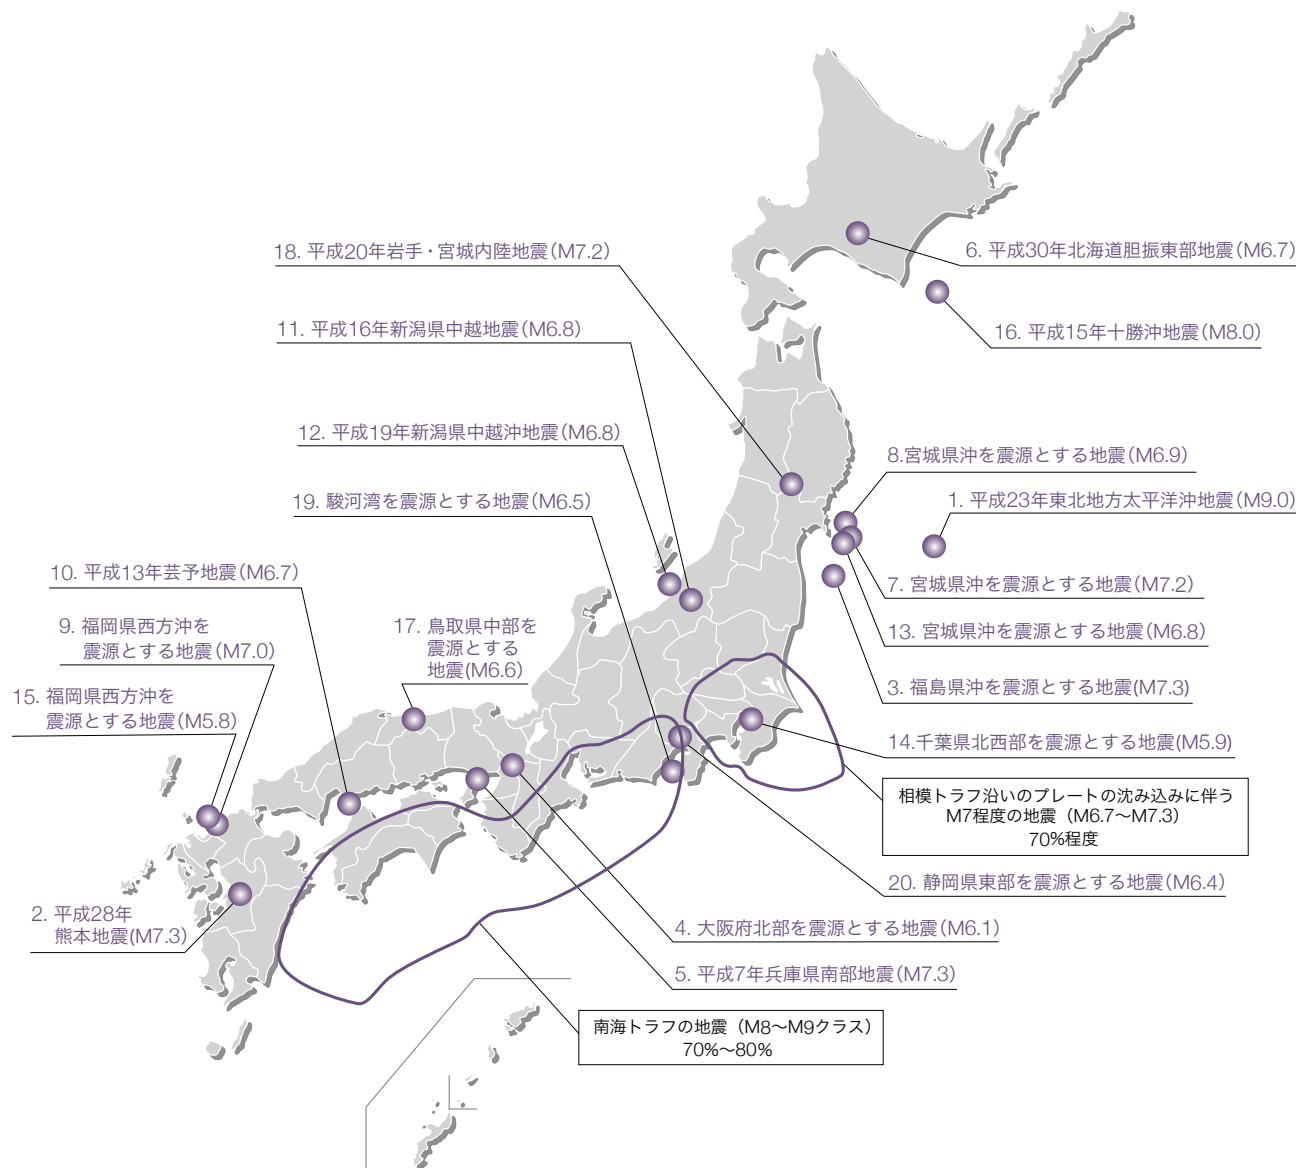 18. 平成20年岩手・宮城内陸地震(M7.2)
6. 平成30年北海道胆振東部地震(M6.7)
11. 平成16年新潟県中越地震(M6.8)
16. 平成15年十勝沖地震(M8.0)
12. 平成19年新潟県中越沖地震(M6.8)
8.宮城県沖を震源とする地震(M6.9)
19. 駿河湾を震源とする地震(M6.5)
1. 平成23年東北地方太平洋沖地震(M9.0)
10. 平成13年芸予地震(M6.7)
7. 宮城県沖を震源とする地震(M7.2)
9. 福岡県西方沖を
震源とする地震(M7.0)
17. 鳥取県中部を
震源とする
地震(M6.6)
13. 宮城県沖を震源とする地震(M6.8)
15. 福岡県西方沖を
震源とする地震(M5.8)
3. 福島県沖を震源とする地震(M7.3)
14.千葉県北西部を震源とする地震(M5.9)
相模トラフ沿いのプレートの沈み込みに伴う
M7程度の地震（M6.7〜M7.3）
70%程度
20. 静岡県東部を震源とする地震(M6.4)
2. 平成28年
熊本地震(M7.3)
4. 大阪府北部を震源とする地震(M6.1)
5. 平成7年兵庫県南部地震(M7.3)
南海トラフの地震（M8〜M9クラス）
70%〜80%